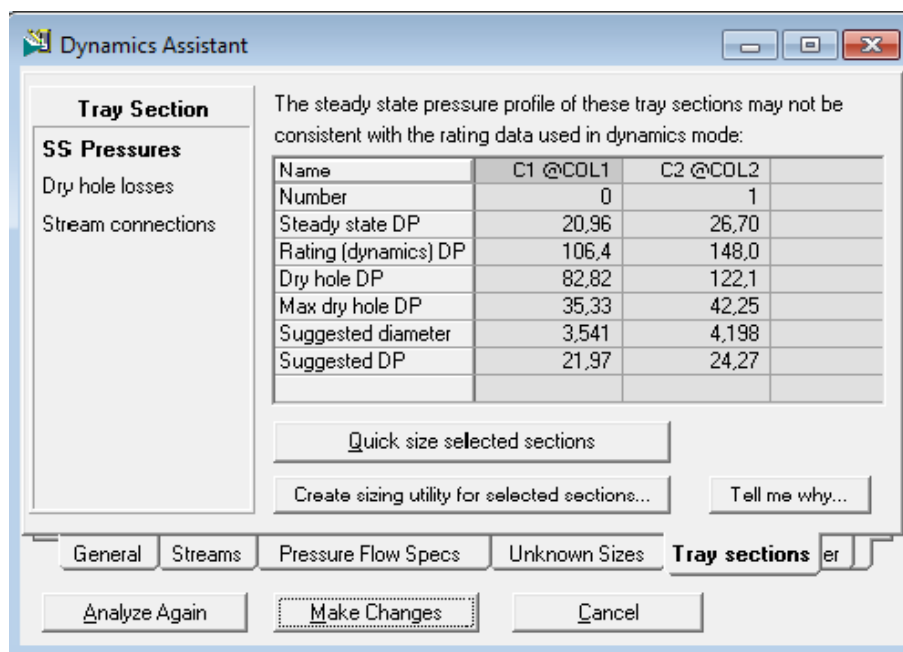 Dynamics Assistant
Tray Section
SS Pressures
Dry hole losses
Stream connections
The steady state pressure profile of these tray sections may not be
consistent with the rating data used in dynamics mode:
Name C1 @COL1 C2 @COL2
Number 0 1
Steady state DP 20,96 26,70
Rating (dynamics) DP 106,4 148,0
Dry hole DP 82,82 122,1
Max dry hole DP 35,33 42,25
Suggested diameter 3,541 4,198
Suggested DP 21,97 24,27
Quick size selected sections
Create sizing utility for selected sections... Tell me why...
General Streams Pressure Flow Specs Unknown Sizes Tray sections er
Analyze Again Make Changes Cancel